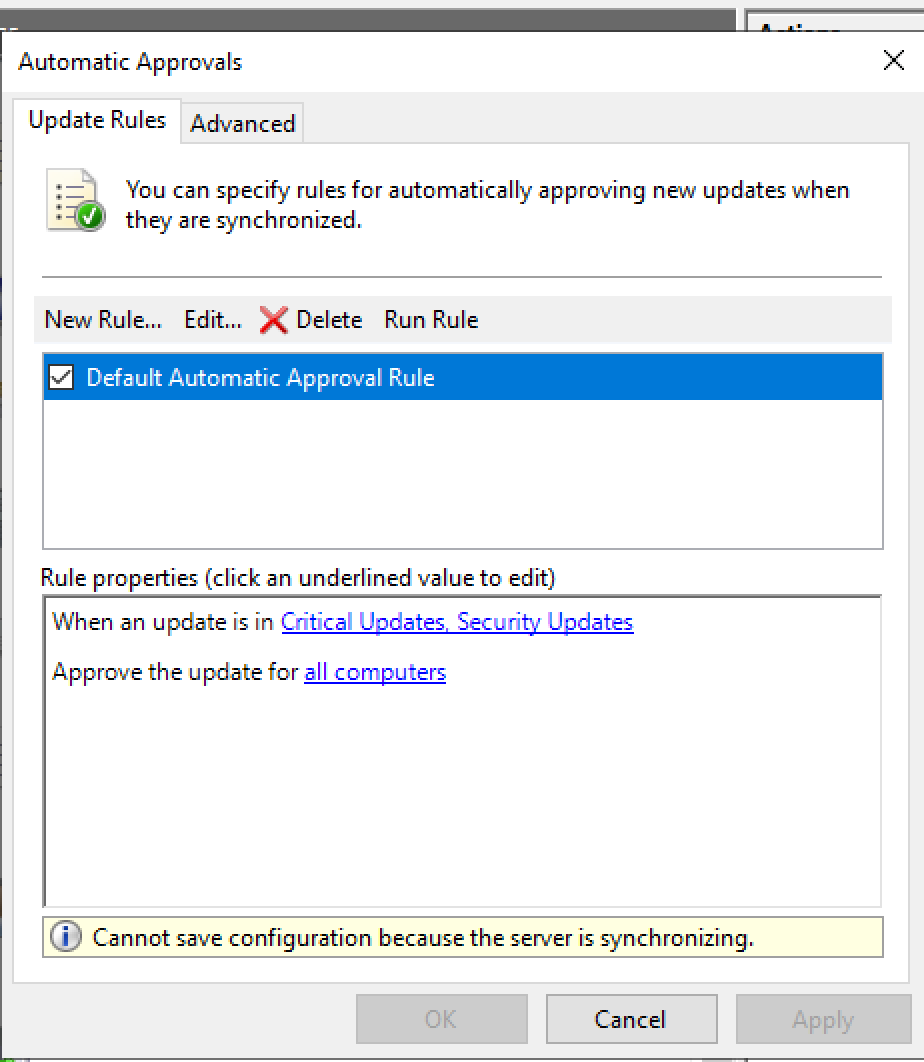 Automatic Approvals
Update Rules
Advanced
You can specify rules for automatically approving new updates when
they are synchronized.
New Rule... Edit... Delete Run Rule
Default Automatic Approval Rule
Rule properties (click an underlined value to edit)
When an update is in Critical Updates, Security Updates
Approve the update for all computers
Cannot save configuration because the server is synchronizing.
OK Cancel Apply